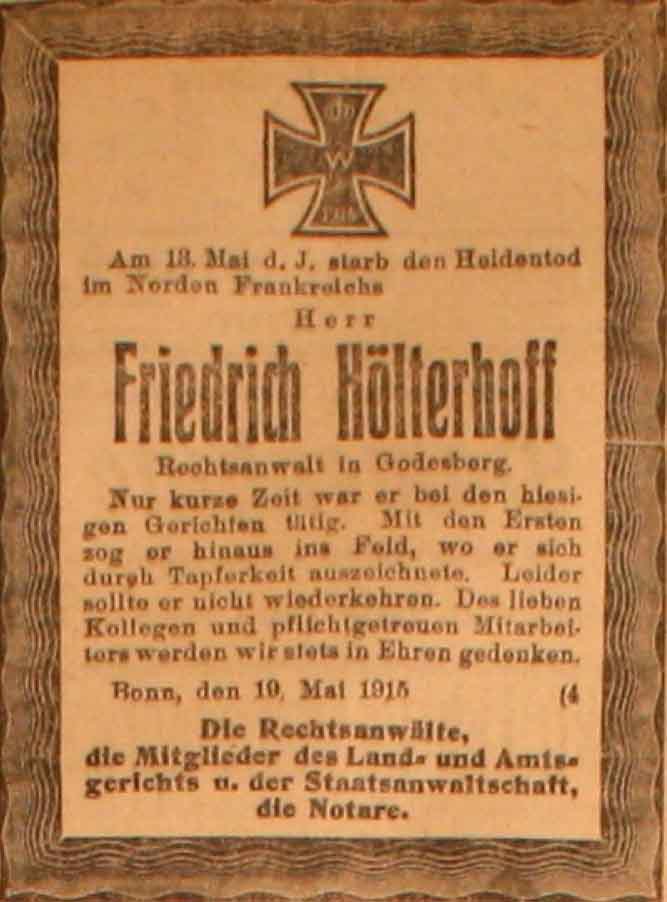 W
Am 13. Mai d. J. starb den Heldentod
im Norden Frankreichs
Herr
Friedrich Hölterhoff
Rechtsanwalt in Godesberg.
Nur kurze Zeit war er bei den hiesi-
gen Gerichten tätig. Mit den Ersten
zog er hinaus ins Feld, wo er sich
durch Tapferkeit auszeichnete. Leider
sollte er nicht wiederkehren. Des lieben
Kollegen und pflichtgetreuen Mitarbei-
ters werden wir stets in Ehren gedenken.
Bonn, den 19. Mai 1915 (4
Die Rechtsanwälte,
die Mitglieder des Land- und Amts-
gerichts u. der Staatsanwaltschaft,
die Notare.